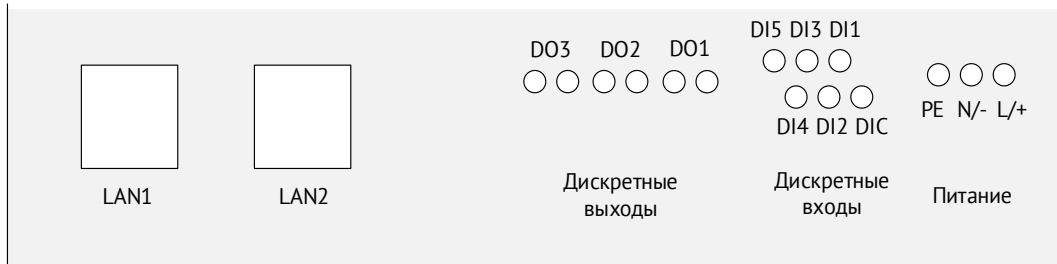 DI5 DI3 DI1
DO3 DO2 DO1
PE N/- L/+
DI4 DI2 DIC
LAN1 LAN2
Дискретные
выходы
Дискретные
входы
Питание